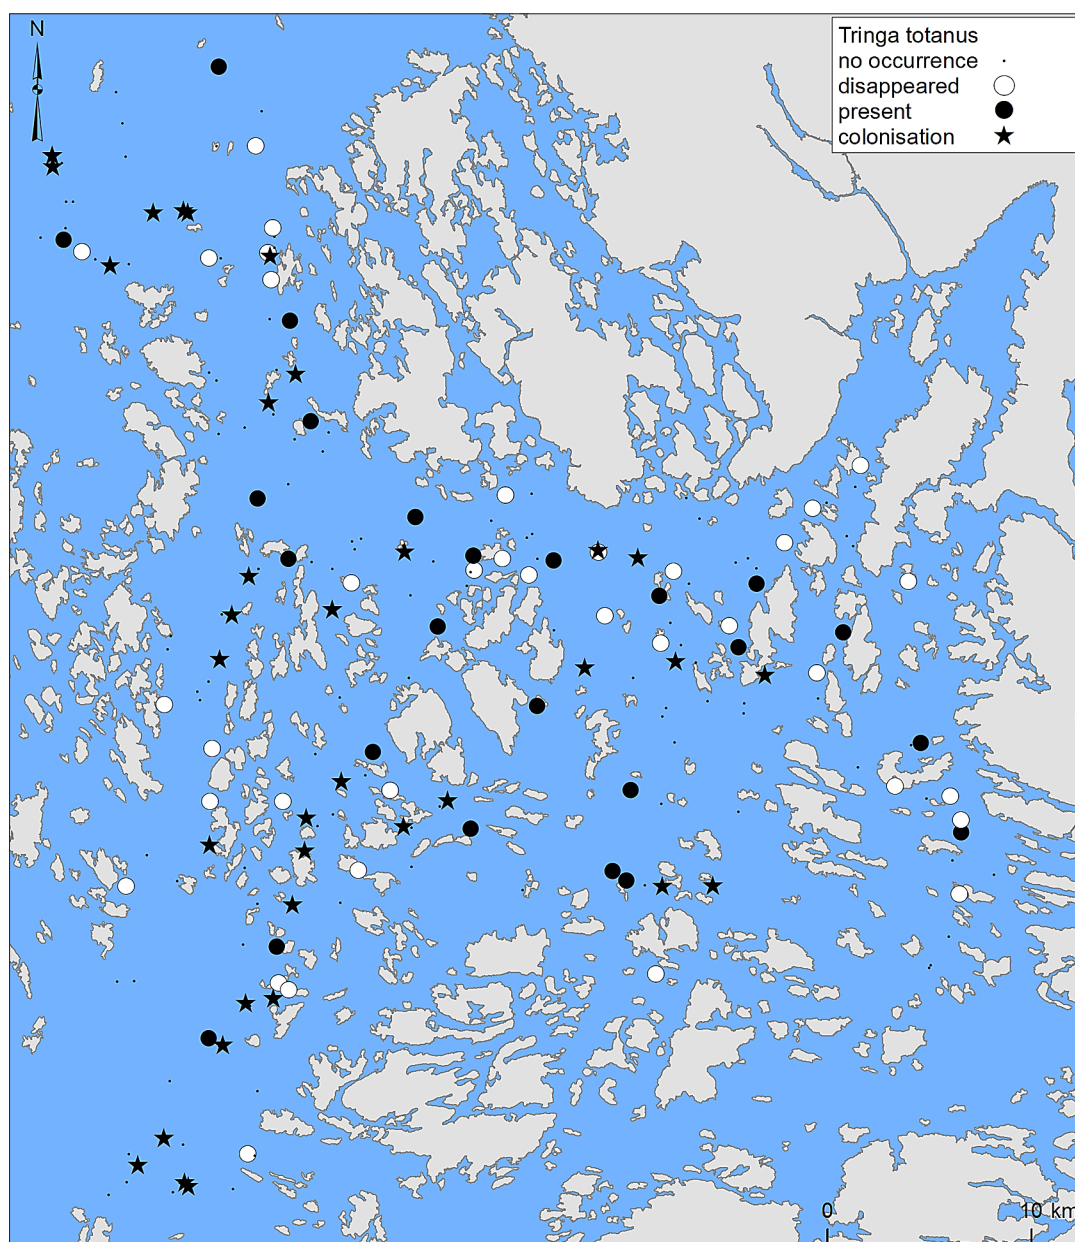 N
Tringa totanus
no occurrence
disappeared
present
colonisation
0 10 km